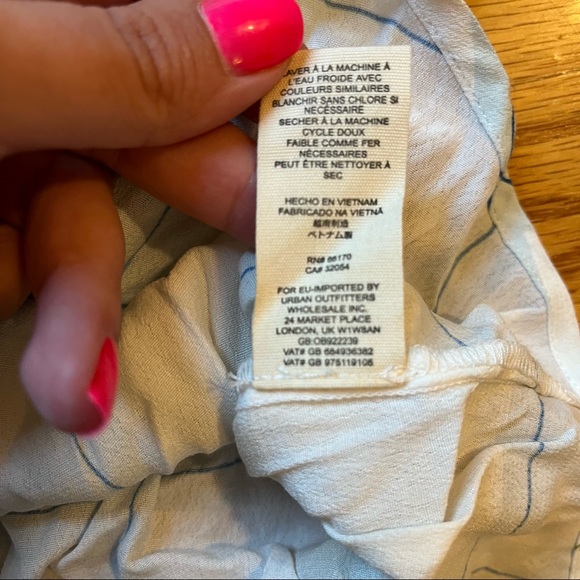 LAVER À LA MACHINE À
L'EAU FROIDE AVEC
COULEURS SIMILAIRES
BLANCHIR SANS CHLORE SI
NÉCESSAIRE
SECHER À LA MACHINE
CYCLE DOUX
FAIBLE COMME FER
NÉCESSAIRES
PEUT ÊTRE NETTOYER À
SEC
HECHO EN VIETNAM
FABRICADO NA VIETNÃ
越南制造
ベトナム製
RN# 66170
CA# 32054
FOR EU-IMPORTED BY
URBAN OUTFITTERS
WHOLESALE INC.
24 MARKET PLACE
LONDON, UK W1W8AN
GB:OB922239
VAT# GB 664936382
VAT# GB 975119105